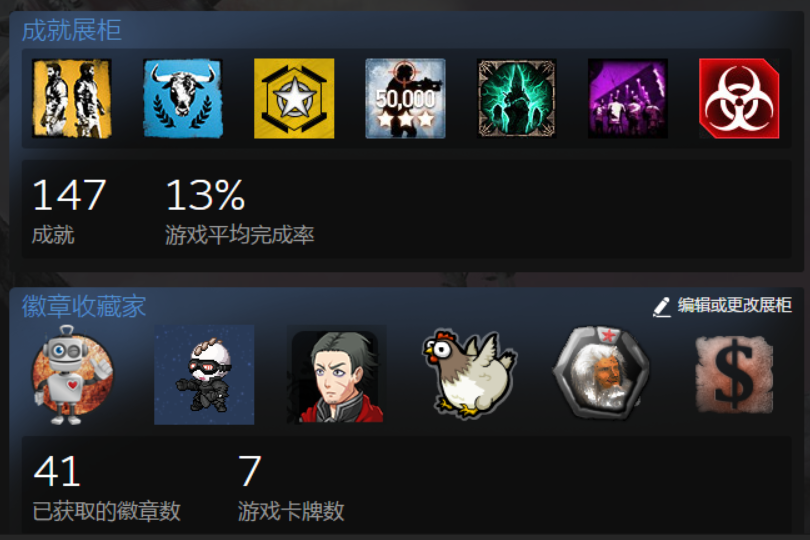 成就展柜
50,000
147
13%
成就
游戏平均完成率
徽章收藏家
编辑或更改展柜
$
41
7
已获取的徽章数
游戏卡牌数